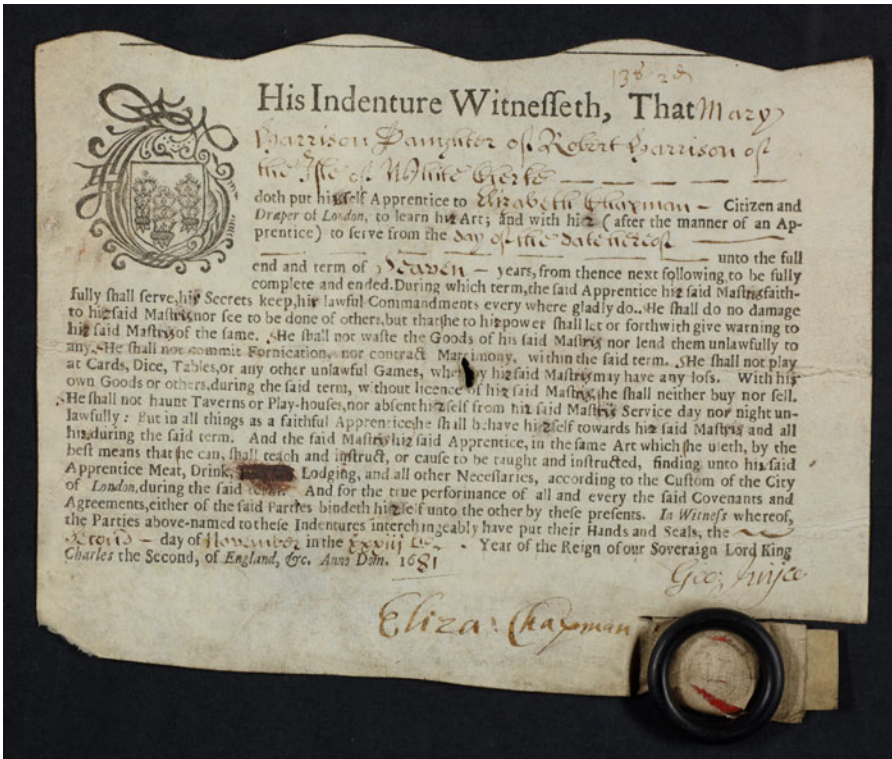 138 2d
His Indenture Witneſſeth, That Mary
Harrison Daughter of Robert Harrison of
the Isle of White Clerke
doth put hirſelf Apprentice to Elizabeth Chapman Citizen and
Draper of London, to learn hir Art; and with hir (after the manner of an Ap-
prentice) to ſerve from the day of the date hereof
unto the full
end and term of Seaven years, from thence next following, to be fully
complete and ended. During which term, the ſaid Apprentice hir ſaid Maſtris faith-
fully ſhall ſerve, hir Secrets keep, hir lawful Commandments every where gladly do. She ſhall do no damage
to hir ſaid Maſtris nor ſee to be done of others, but that ſhe to hir power ſhall let or forthwith give warning to
hir ſaid Maſtris of the ſame. She ſhall not waſte the Goods of his ſaid Maſtris nor lend them unlawfully to
any. She ſhall not commit Fornication, nor contract Matrimony, within the ſaid term. She ſhall not play
at Cards, Dice, Tables, or any other unlawful Games, whereby hir ſaid Maſtris may have any loſs. With hir
own Goods or others, during the ſaid term, without licence of hir ſaid Maſtris, ſhe ſhall neither buy nor ſell.
She ſhall not haunt Taverns or Play-houſes, nor abſent hirſelf from hir ſaid Maſtris Service day nor night un-
lawfully: But in all things as a faithful Apprentice, ſhe ſhall behave hirſelf towards hir ſaid Maſtris and all
hir, during the ſaid term. And the ſaid Maſtris hir ſaid Apprentice, in the ſame Art which ſhe uſeth, by the
beſt means that ſhe can, ſhall teach and inſtruct, or cauſe to be taught and inſtructed, finding unto hir ſaid
Apprentice Meat, Drink, Lodging, and all other Neceſſaries, according to the Cuſtom of the City
of London, during the ſaid term. And for the true performance of all and every the ſaid Covenants and
Agreements, either of the ſaid Parties bindeth hirſelf unto the other by theſe preſents. In Witneſs whereof,
the Parties above-named to theſe Indentures interchangeably have put their Hands and Seals, the
Second day of November in the xxxiij Year of the Reign of our Soveraign Lord King
Charles the Second, of England, &c. Anno Dom. 1681
Eliza: Chapman